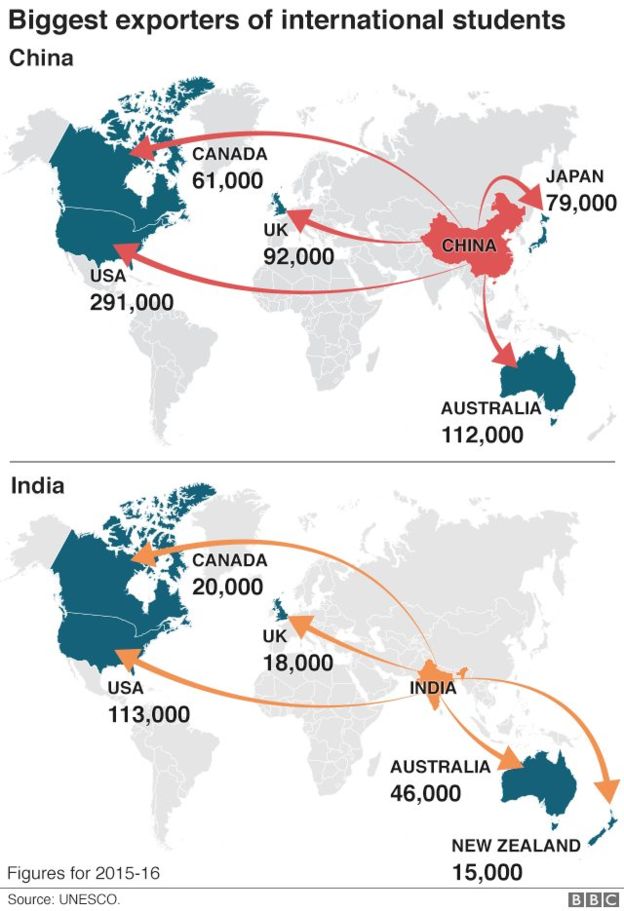 Biggest exporters of international students
China
CANADA
61,000
JAPAN
79,000
UK
92,000
CHINA
USA
291,000
AUSTRALIA
112,000
India
CANADA
20,000
UK
18,000
USA
113,000
INDIA
AUSTRALIA
46,000
NEW ZEALAND
15,000
Figures for 2015-16
Source: UNESCO.
BBC